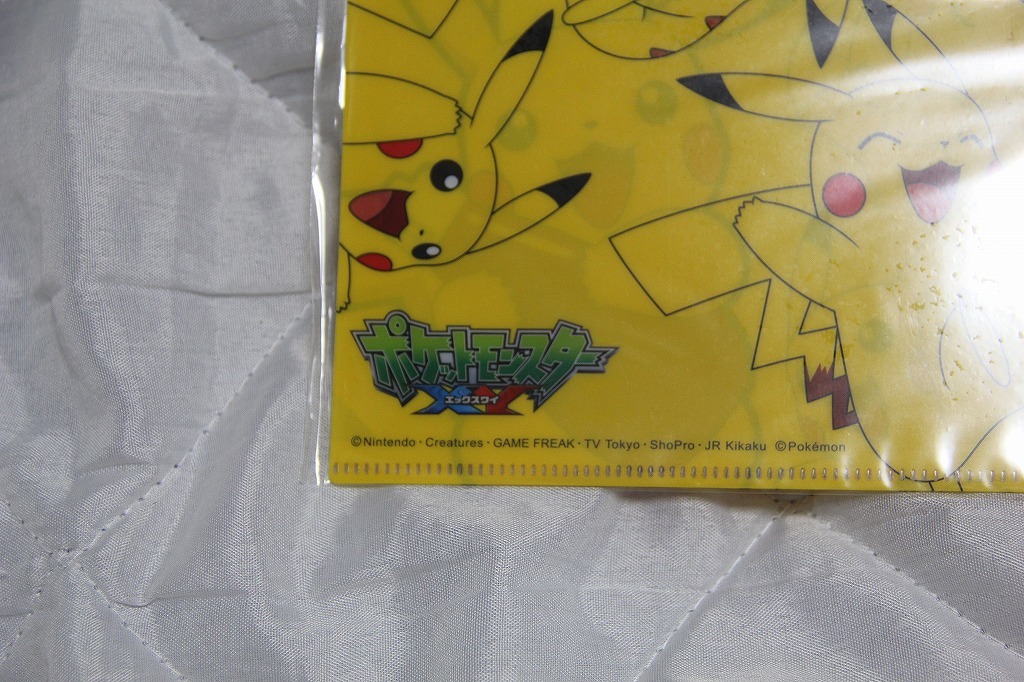 ポケットモンスター
XY
エックスワイ
©Nintendo・Creatures・GAME FREAK・TV Tokyo・ShoPro・JR Kikaku ©Pokémon